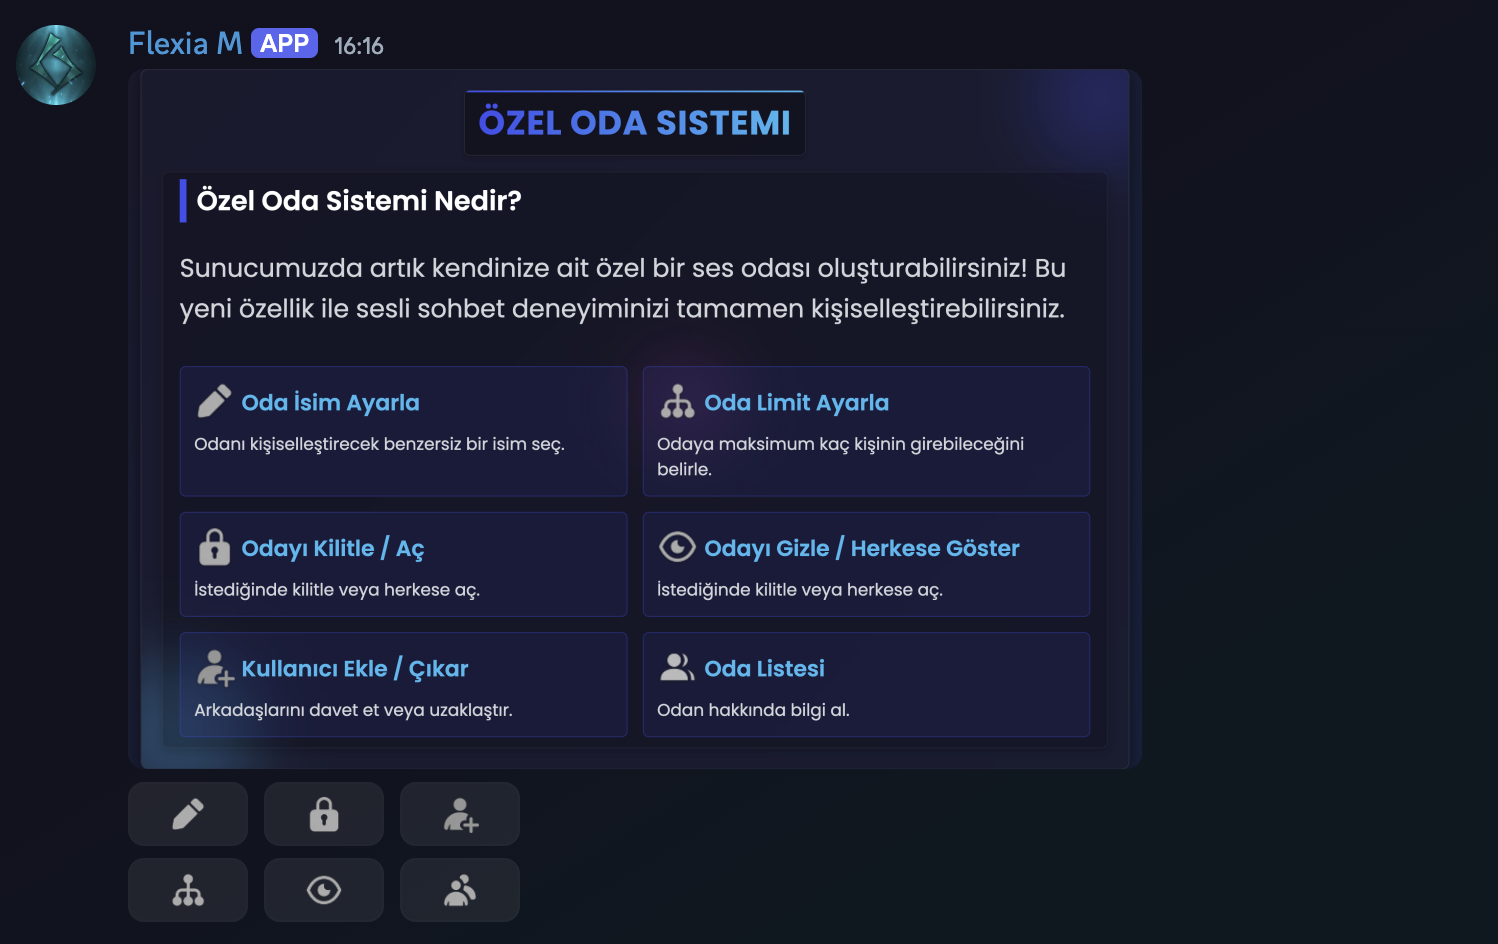 Flexia M APP 16:16
ÖZEL ODA SISTEMI
Özel Oda Sistemi Nedir?
Sunucumuzda artık kendinize ait özel bir ses odası oluşturabilirsiniz! Bu
yeni özellik ile sesli sohbet deneyiminizi tamamen kişiselleştirebilirsiniz.
Oda İsim Ayarla
Odanı kişiselleştirecek benzersiz bir isim seç.
Oda Limit Ayarla
Odaya maksimum kaç kişinin girebileceğini
belirle.
Odayı Kilitle / Aç
İstediğinde kilitle veya herkese aç.
Odayı Gizle / Herkese Göster
İstediğinde kilitle veya herkese aç.
Kullanıcı Ekle / Çıkar
Arkadaşlarını davet et veya uzaklaştır.
Oda Listesi
Odan hakkında bilgi al.